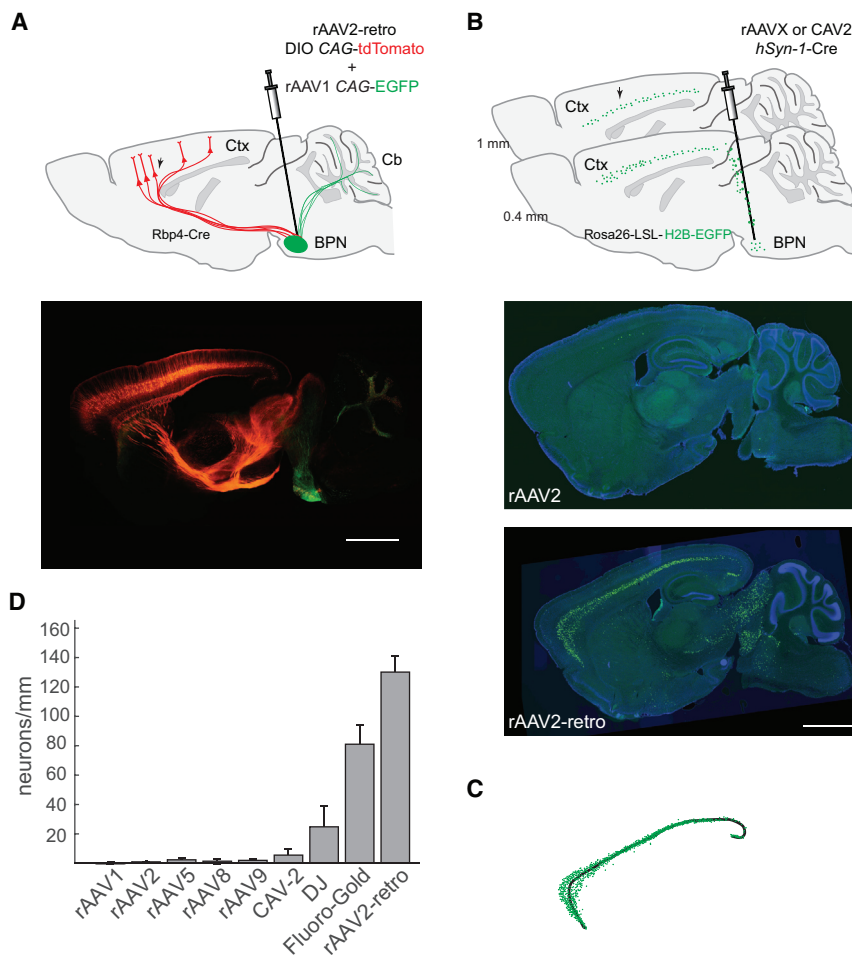 A
rAAV2-retro
DIO CAG-tdTomato
+
rAAV1 CAG-EGFP
Ctx
Cb
Rbp4-Cre
BPN
B
rAAVX or CAV2
hSyn-1-Cre
Ctx
1 mm
Ctx
0.4 mm
Rosa26-LSL-H2B-EGFP
BPN
rAAV2
rAAV2-retro
D
neurons/mm
160
140
120
100
80
60
40
20
rAAV1
rAAV2
rAAV5
rAAV8
rAAV9
CAV-2
DJ
Fluoro-Gold
rAAV2-retro
C